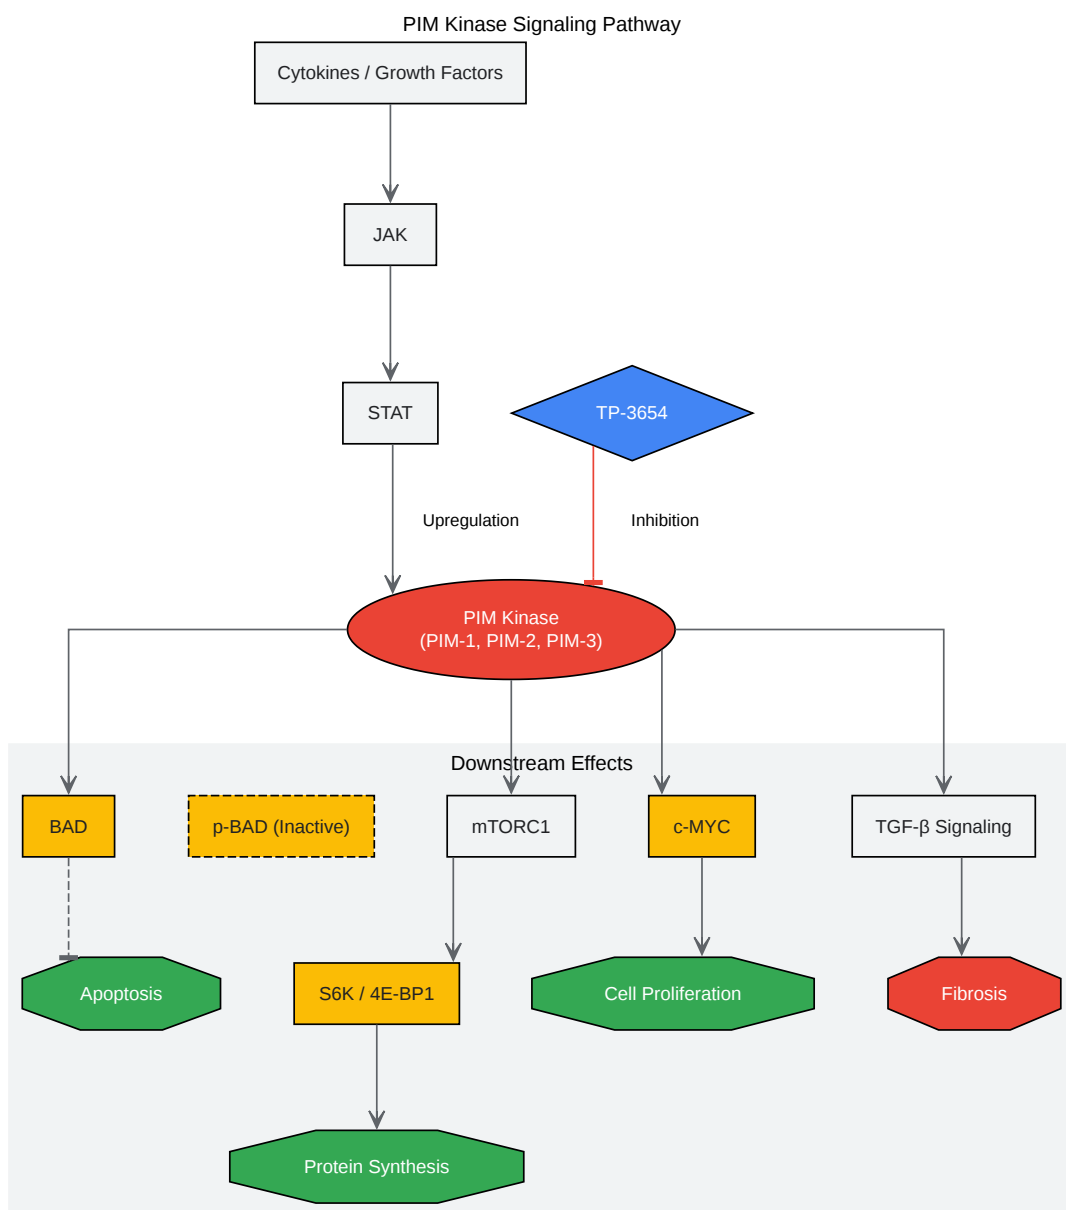 PIM Kinase Signaling Pathway
Cytokines / Growth Factors
JAK
STAT
TP-3654
Upregulation
Inhibition
PIM Kinase
(PIM-1, PIM-2, PIM-3)
Downstream Effects
BAD
p-BAD (Inactive)
mTORC1
c-MYC
TGF-β Signaling
Apoptosis
S6K / 4E-BP1
Cell Proliferation
Fibrosis
Protein Synthesis